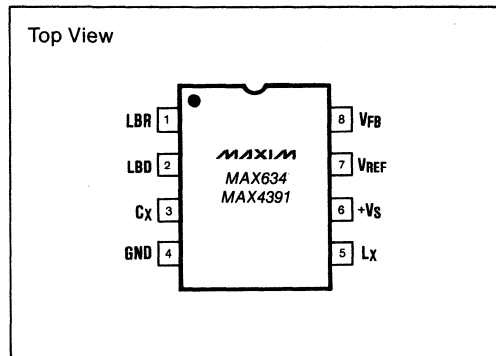 Top View
LBR 1
LBD 2
CX 3
GND 4
MAXIM
MAX634
MAX4391
8 VFB
7 VREF
6 +VS
5 LX